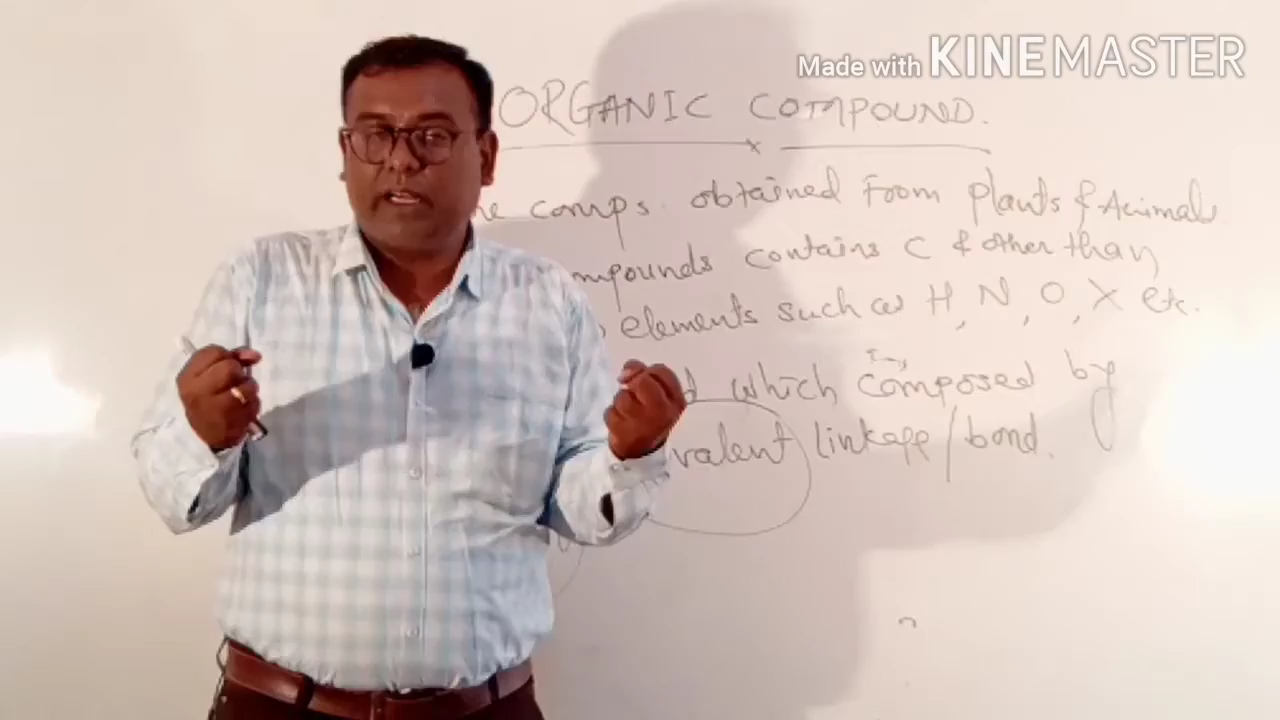 Made with KINEMASTER
ORGANIC COMPOUND.
comps. obtained From Plants & Animals
mpounds contains C & other than
elements such as H, N, O, X etc.
which composed by
valent linkage / bond.